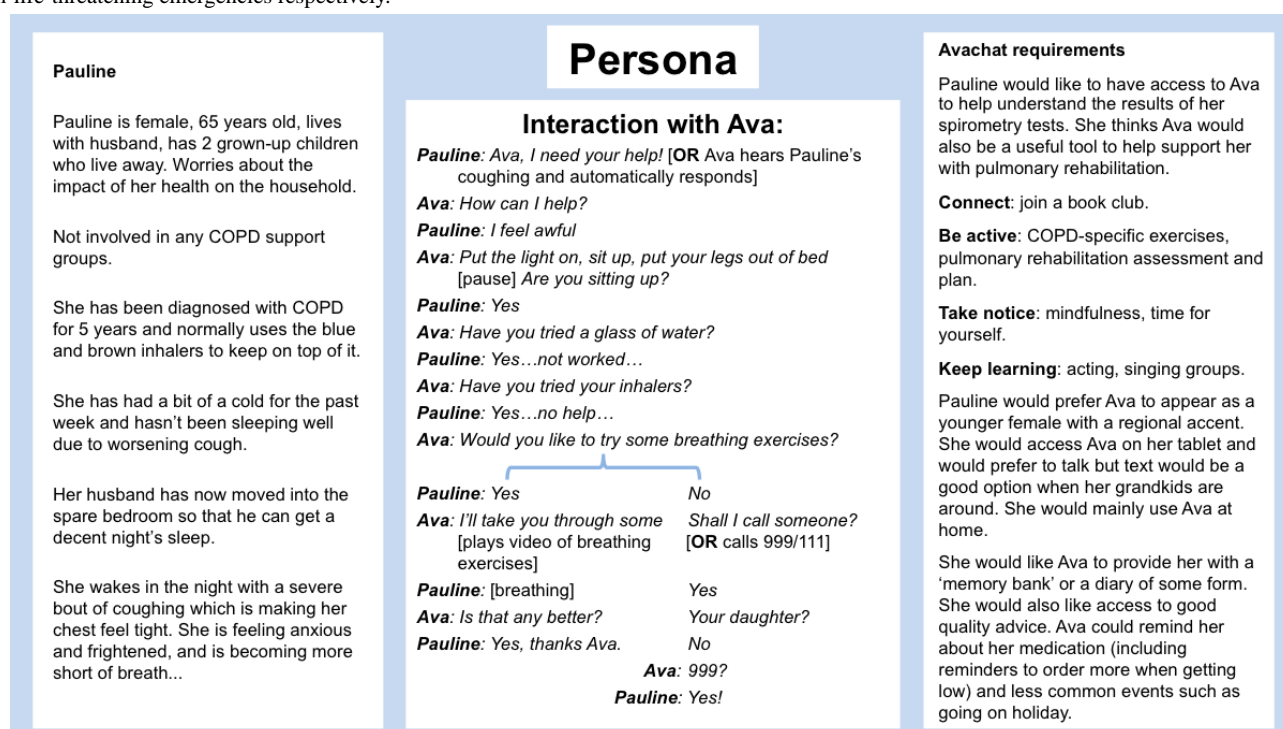 life-threatening emergencies respectively.
Pauline
Pauline is female, 65 years old, lives
with husband, has 2 grown-up children
who live away. Worries about the
impact of her health on the household.
Not involved in any COPD support
groups.
She has been diagnosed with COPD
for 5 years and normally uses the blue
and brown inhalers to keep on top of it.
She has had a bit of a cold for the past
week and hasn’t been sleeping well
due to worsening cough.
Her husband has now moved into the
spare bedroom so that he can get a
decent night’s sleep.
She wakes in the night with a severe
bout of coughing which is making her
chest feel tight. She is feeling anxious
and frightened, and is becoming more
short of breath...
Persona
Interaction with Ava:
Pauline: Ava, I need your help! [OR Ava hears Pauline’s
coughing and automatically responds]
Ava: How can I help?
Pauline: I feel awful
Ava: Put the light on, sit up, put your legs out of bed
[pause] Are you sitting up?
Pauline: Yes
Ava: Have you tried a glass of water?
Pauline: Yes…not worked…
Ava: Have you tried your inhalers?
Pauline: Yes…no help…
Ava: Would you like to try some breathing exercises?
Pauline: Yes No
Ava: I’ll take you through some Shall I call someone?
[plays video of breathing [OR calls 999/111]
exercises]
Pauline: [breathing] Yes
Ava: Is that any better? Your daughter?
Pauline: Yes, thanks Ava. No
Ava: 999?
Pauline: Yes!
Avachat requirements
Pauline would like to have access to Ava
to help understand the results of her
spirometry tests. She thinks Ava would
also be a useful tool to help support her
with pulmonary rehabilitation.
Connect: join a book club.
Be active: COPD-specific exercises,
pulmonary rehabilitation assessment and
plan.
Take notice: mindfulness, time for
yourself.
Keep learning: acting, singing groups.
Pauline would prefer Ava to appear as a
younger female with a regional accent.
She would access Ava on her tablet and
would prefer to talk but text would be a
good option when her grandkids are
around. She would mainly use Ava at
home.
She would like Ava to provide her with a
‘memory bank’ or a diary of some form.
She would also like access to good
quality advice. Ava could remind her
about her medication (including
reminders to order more when getting
low) and less common events such as
going on holiday.